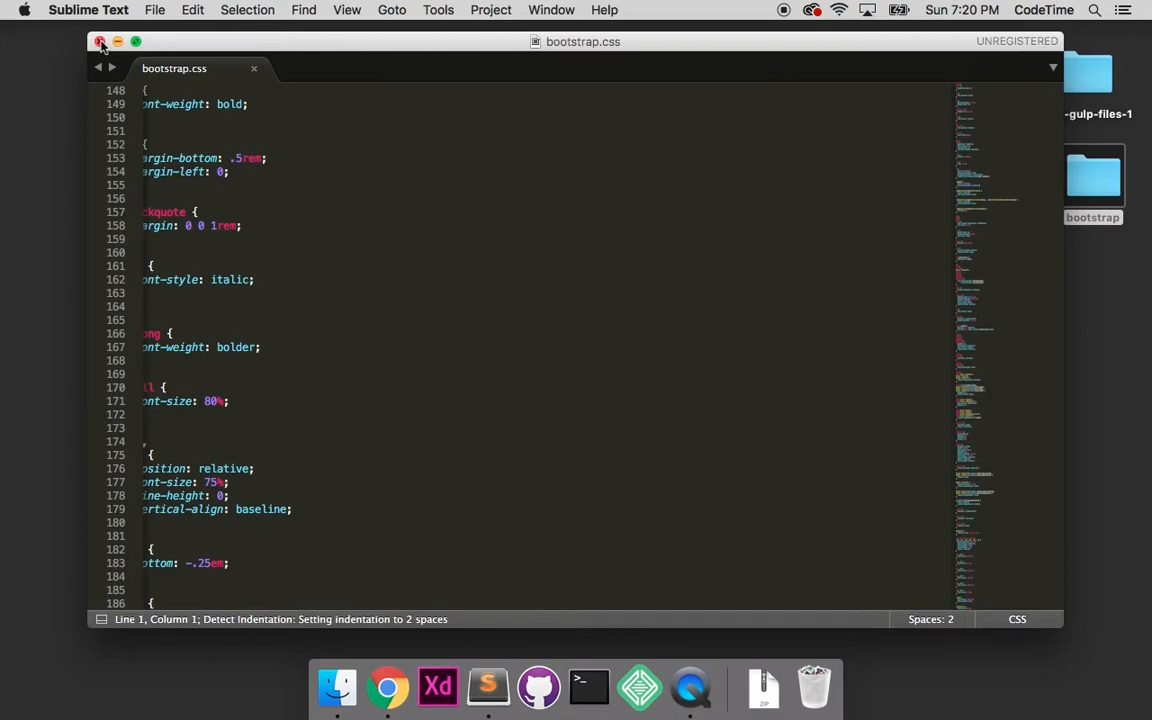 Sublime Text File Edit Selection Find View Goto Tools Project Window Help Sun 7:20 PM CodeTime
bootstrap.css UNREGISTERED
bootstrap.css
148 {
149 ont-weight: bold;
150
151
152 {
153 argin-bottom: .5rem;
154 argin-left: 0;
155
156
157 ckquote {
158 argin: 0 0 1rem;
159
160
161 {
162 ont-style: italic;
163
164
165
166 ong {
167 ont-weight: bolder;
168
169
170 ll {
171 ont-size: 80%;
172
173
174 ,
175 {
176 osition: relative;
177 ont-size: 75%;
178 ine-height: 0;
179 ertical-align: baseline;
180
181
182 {
183 ottom: -.25em;
184
185
186 {
Line 1, Column 1; Detect Indentation: Setting indentation to 2 spaces Spaces: 2 CSS
-gulp-files-1
bootstrap
Xd
S
>_
ZIP